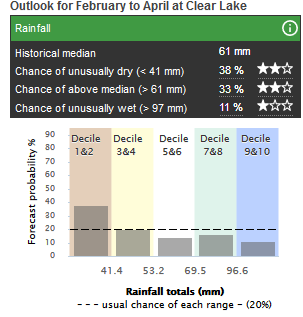 Outlook for February to April at Clear Lake
Rainfall
Historical median 61 mm
Chance of unusually dry (< 41 mm) 38 %
Chance of above median (> 61 mm) 33 %
Chance of unusually wet (> 97 mm) 11 %
Forecast probability %
90
80
70
60
50
40
30
20
10
0
Decile 1&2
Decile 3&4
Decile 5&6
Decile 7&8
Decile 9&10
41.4 53.2 69.5 96.6
Rainfall totals (mm)
- - - usual chance of each range - (20%)